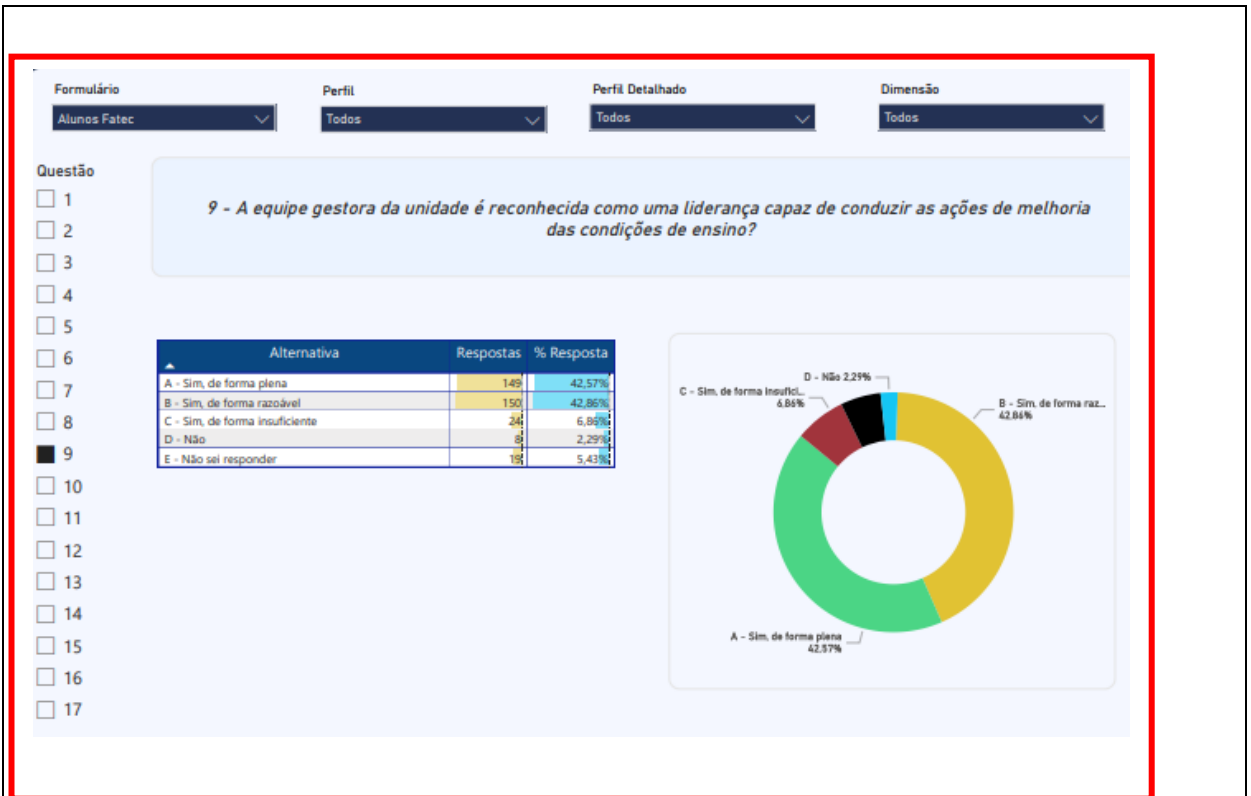 Formulário Perfil Perfil Detalhado Dimensão
Alunos Fatec Todos Todos Todos
Questão
1
2
3
4
5
6
7
8
9
10
11
12
13
14
15
16
17
9 - A equipe gestora da unidade é reconhecida como uma liderança capaz de conduzir as ações de melhoria
das condições de ensino?
Alternativa Respostas % Resposta
A - Sim, de forma plena 149 42,57%
B - Sim, de forma razoável 150 42,86%
C - Sim, de forma insuficiente 24 6,86%
D - Não 8 2,29%
E - Não sei responder 19 5,43%
D - Não 2,29%
C - Sim, de forma insufici...
6,86%
B - Sim, de forma raz...
42,86%
A - Sim, de forma plena
42,57%